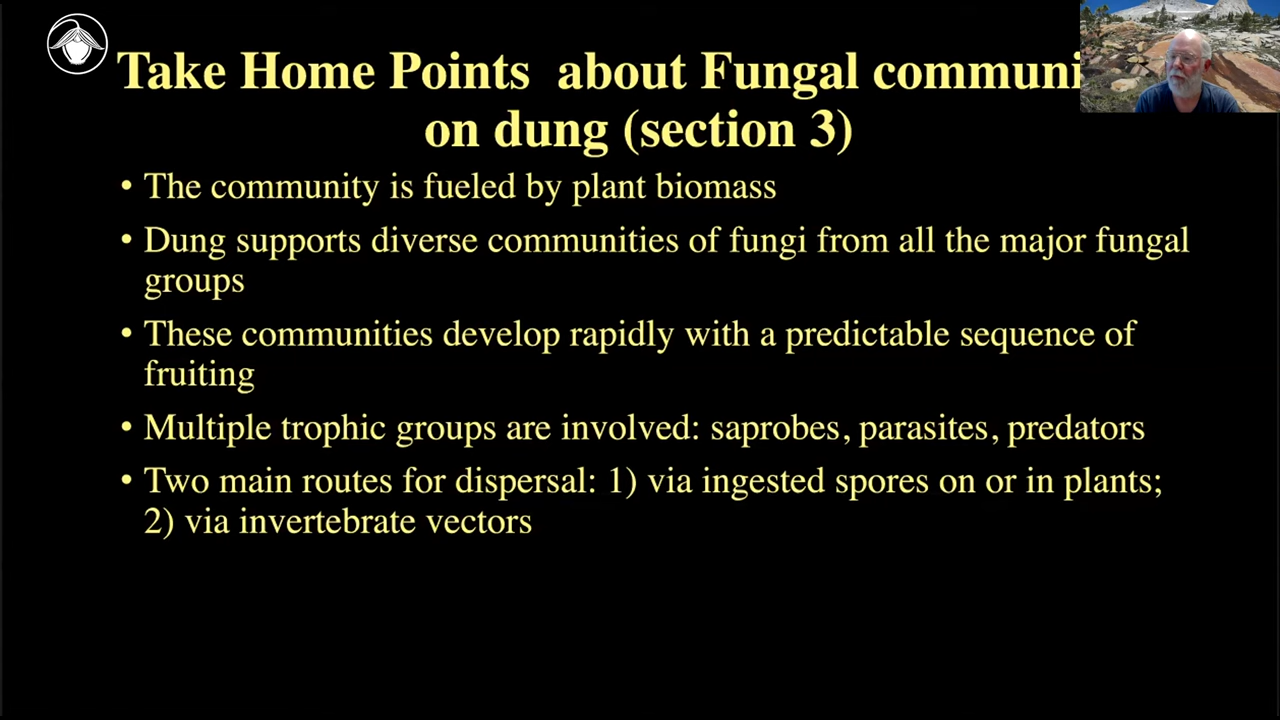 Take Home Points about Fungal
on dung (section 3)
• The community is fueled by plant biomass
• Dung supports diverse communities of fungi from all the major fungal
groups
• These communities develop rapidly with a predictable sequence of
fruiting
• Multiple trophic groups are involved: saprobes, parasites, predators
• Two main routes for dispersal: 1) via ingested spores on or in plants;
2) via invertebrate vectors